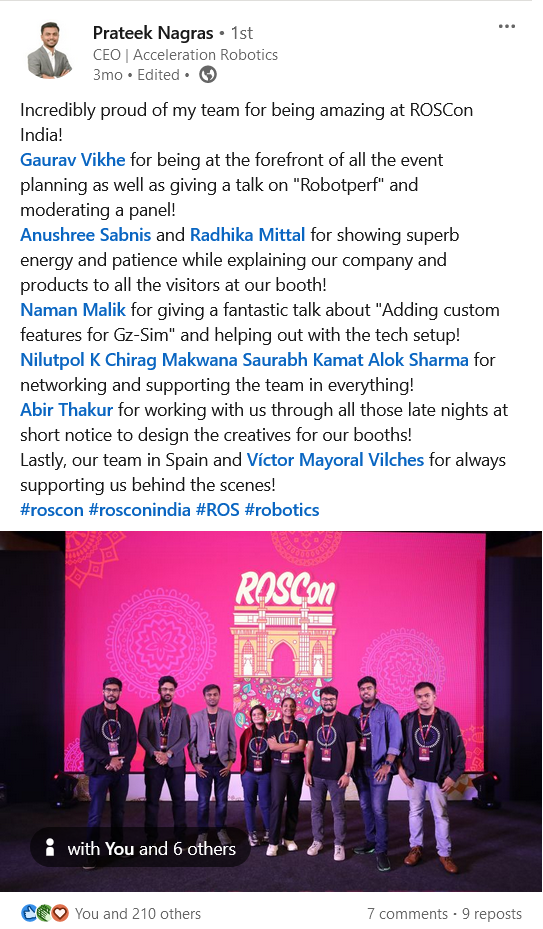 Prateek Nagras • 1st
CEO | Acceleration Robotics
3mo • Edited •
Incredibly proud of my team for being amazing at ROSCon
India!
Gaurav Vikhe for being at the forefront of all the event
planning as well as giving a talk on "Robotperf" and
moderating a panel!
Anushree Sabnis and Radhika Mittal for showing superb
energy and patience while explaining our company and
products to all the visitors at our booth!
Naman Malik for giving a fantastic talk about "Adding custom
features for Gz-Sim" and helping out with the tech setup!
Nilutpol K Chirag Makwana Saurabh Kamat Alok Sharma for
networking and supporting the team in everything!
Abir Thakur for working with us through all those late nights at
short notice to design the creatives for our booths!
Lastly, our team in Spain and Víctor Mayoral Vilches for always
supporting us behind the scenes!
#roscon #rosconindia #ROS #robotics
ROSCon
with You and 6 others
You and 210 others
7 comments • 9 reposts